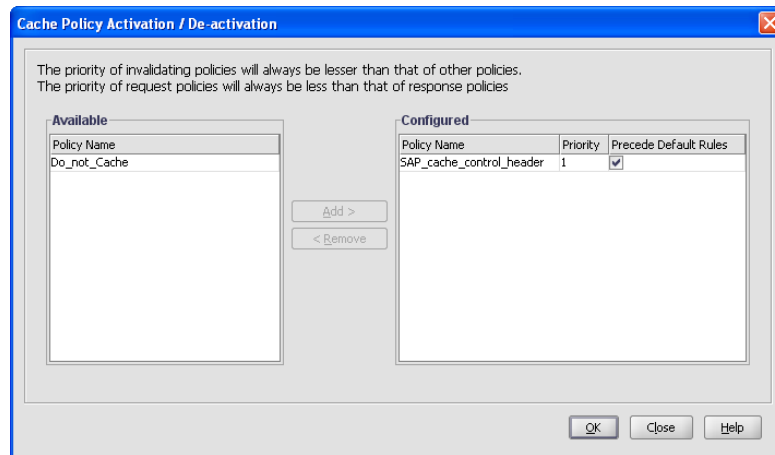 Cache Policy Activation / De-activation
The priority of invalidating policies will always be lesser than that of other policies.
The priority of request policies will always be less than that of response policies
Available
Policy Name
Do_not_Cache
Add >
< Remove
Configured
Policy Name Priority Precede Default Rules
SAP_cache_control_header 1
OK Close Help